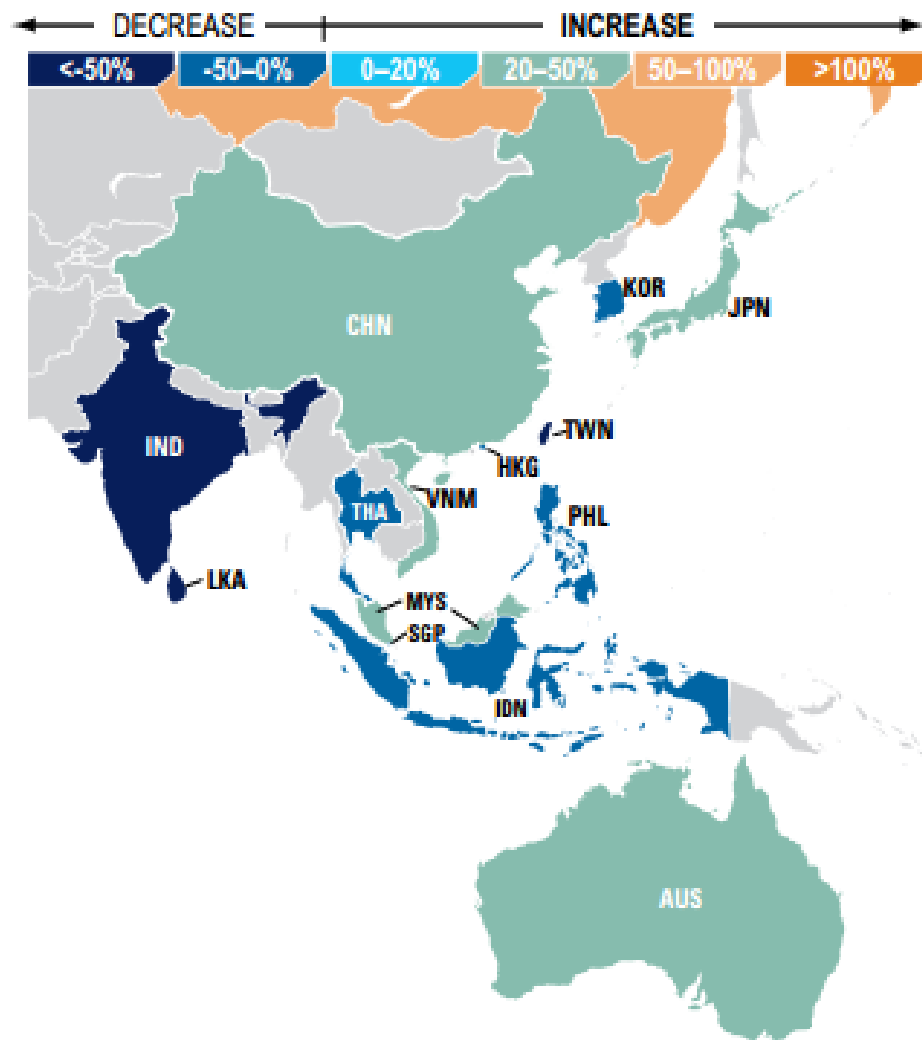 DECREASE INCREASE
<-50% -50–0% 0–20% 20–50% 50–100% >100%
KOR
JPN
CHN
TWN
IND
HKG
VNM
THA
PHL
LKA
MYS
SGP
IDN
AUS